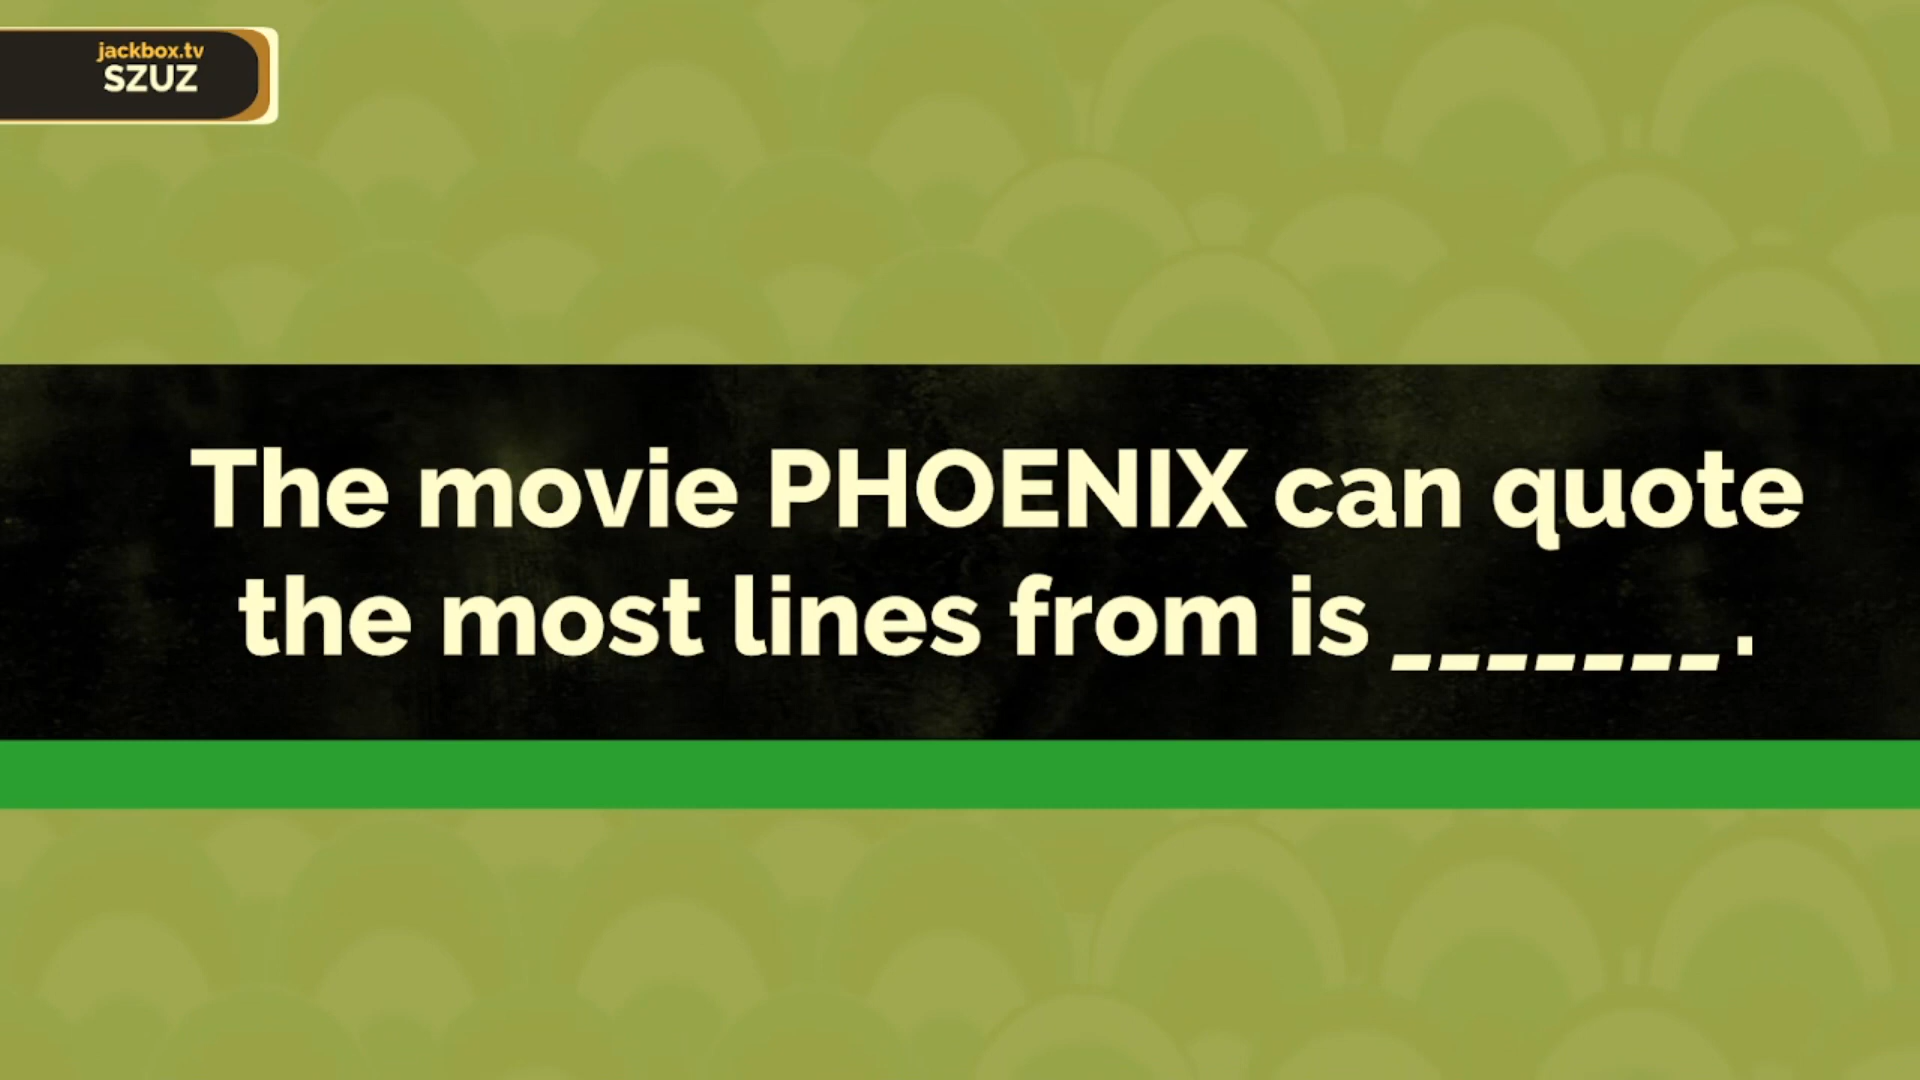 jackbox.tv
SZUZ
The movie PHOENIX can quote
the most lines from is _______.